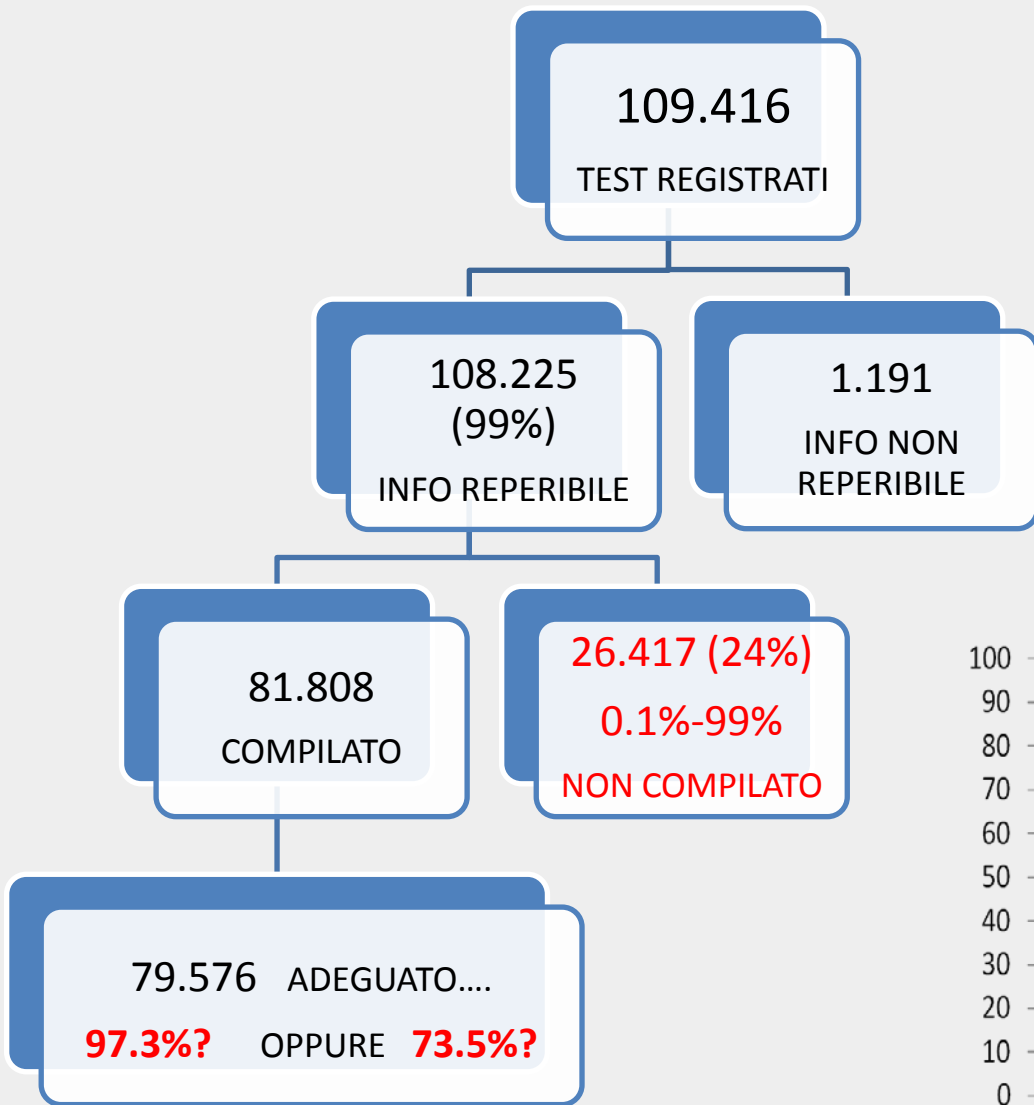 109.416
TEST REGISTRATI
108.225
(99%)
INFO REPERIBILE
1.191
INFO NON
REPERIBILE
81.808
COMPILATO
26.417 (24%)
0.1%-99%
NON COMPILATO
79.576 ADEGUATO....
97.3%? OPPURE 73.5%?
100
90
80
70
60
50
40
30
20
10
0